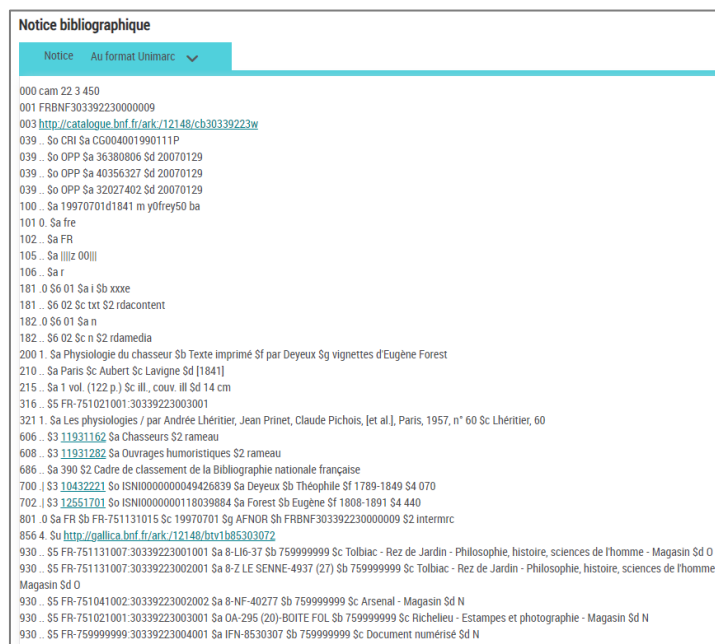 Notice bibliographique
Notice Au format Unimarc
000 cam 22 3 450
001 FRBNF303392230000009
003 http://catalogue.bnf.fr/ark:/12148/cb30339223w
039 .. $o CRI $a CG004001990111P
039 .. $o OPP $a 36380806 $d 20070129
039 .. $o OPP $a 40356327 $d 20070129
039 .. $o OPP $a 32027402 $d 20070129
100 .. $a 19970701d1841 m y0frey50 ba
101 0. $a fre
102 .. $a FR
105 .. $a ||||z 00|||
106 .. $a r
181 .0 $6 01 $a i $b xxxe
181 .. $6 02 $c txt $2 rdacontent
182 .0 $6 01 $a n
182 .. $6 02 $c n $2 rdamedia
200 1. $a Physiologie du chasseur $b Texte imprimé $f par Deyeux $g vignettes d'Eugène Forest
210 .. $a Paris $c Aubert $c Lavigne $d [1841]
215 .. $a 1 vol. (122 p.) $c ill., couv. ill $d 14 cm
316 .. $5 FR-751021001:30339223003001
321 1. $a Les physiologies / par Andrée Lhéritier, Jean Prinet, Claude Pichois, [et al.], Paris, 1957, n° 60 $c Lhéritier, 60
606 .. $3 11931162 $a Chasseurs $2 rameau
608 .. $3 11931282 $a Ouvrages humoristiques $2 rameau
686 .. $a 390 $2 Cadre de classement de la Bibliographie nationale française
700 .| $3 10432221 $o ISNI0000000049426839 $a Deyeux $b Théophile $f 1789-1849 $4 070
702 .| $3 12551701 $o ISNI0000000118039884 $a Forest $b Eugène $f 1808-1891 $4 440
801 .0 $a FR $b FR-751131015 $c 19970701 $g AFNOR $h FRBNF303392230000009 $2 intermrc
856 4. $u http://gallica.bnf.fr/ark:/12148/btv1b85303072
930 .. $5 FR-751131007:30339223001001 $a 8-LI6-37 $b 759999999 $c Tolbiac - Rez de Jardin - Philosophie, histoire, sciences de l'homme - Magasin $d O
930 .. $5 FR-751131007:30339223002001 $a 8-Z LE SENNE-4937 (27) $b 759999999 $c Tolbiac - Rez de Jardin - Philosophie, histoire, sciences de l'homme
Magasin $d O
930 .. $5 FR-751041002:30339223002002 $a 8-NF-40277 $b 759999999 $c Arsenal - Magasin $d N
930 .. $5 FR-751021001:30339223003001 $a OA-295 (20)-BOITE FOL $b 759999999 $c Richelieu - Estampes et photographie - Magasin $d N
930 .. $5 FR-759999999:30339223004001 $a IFN-8530307 $b 759999999 $c Document numérisé $d N